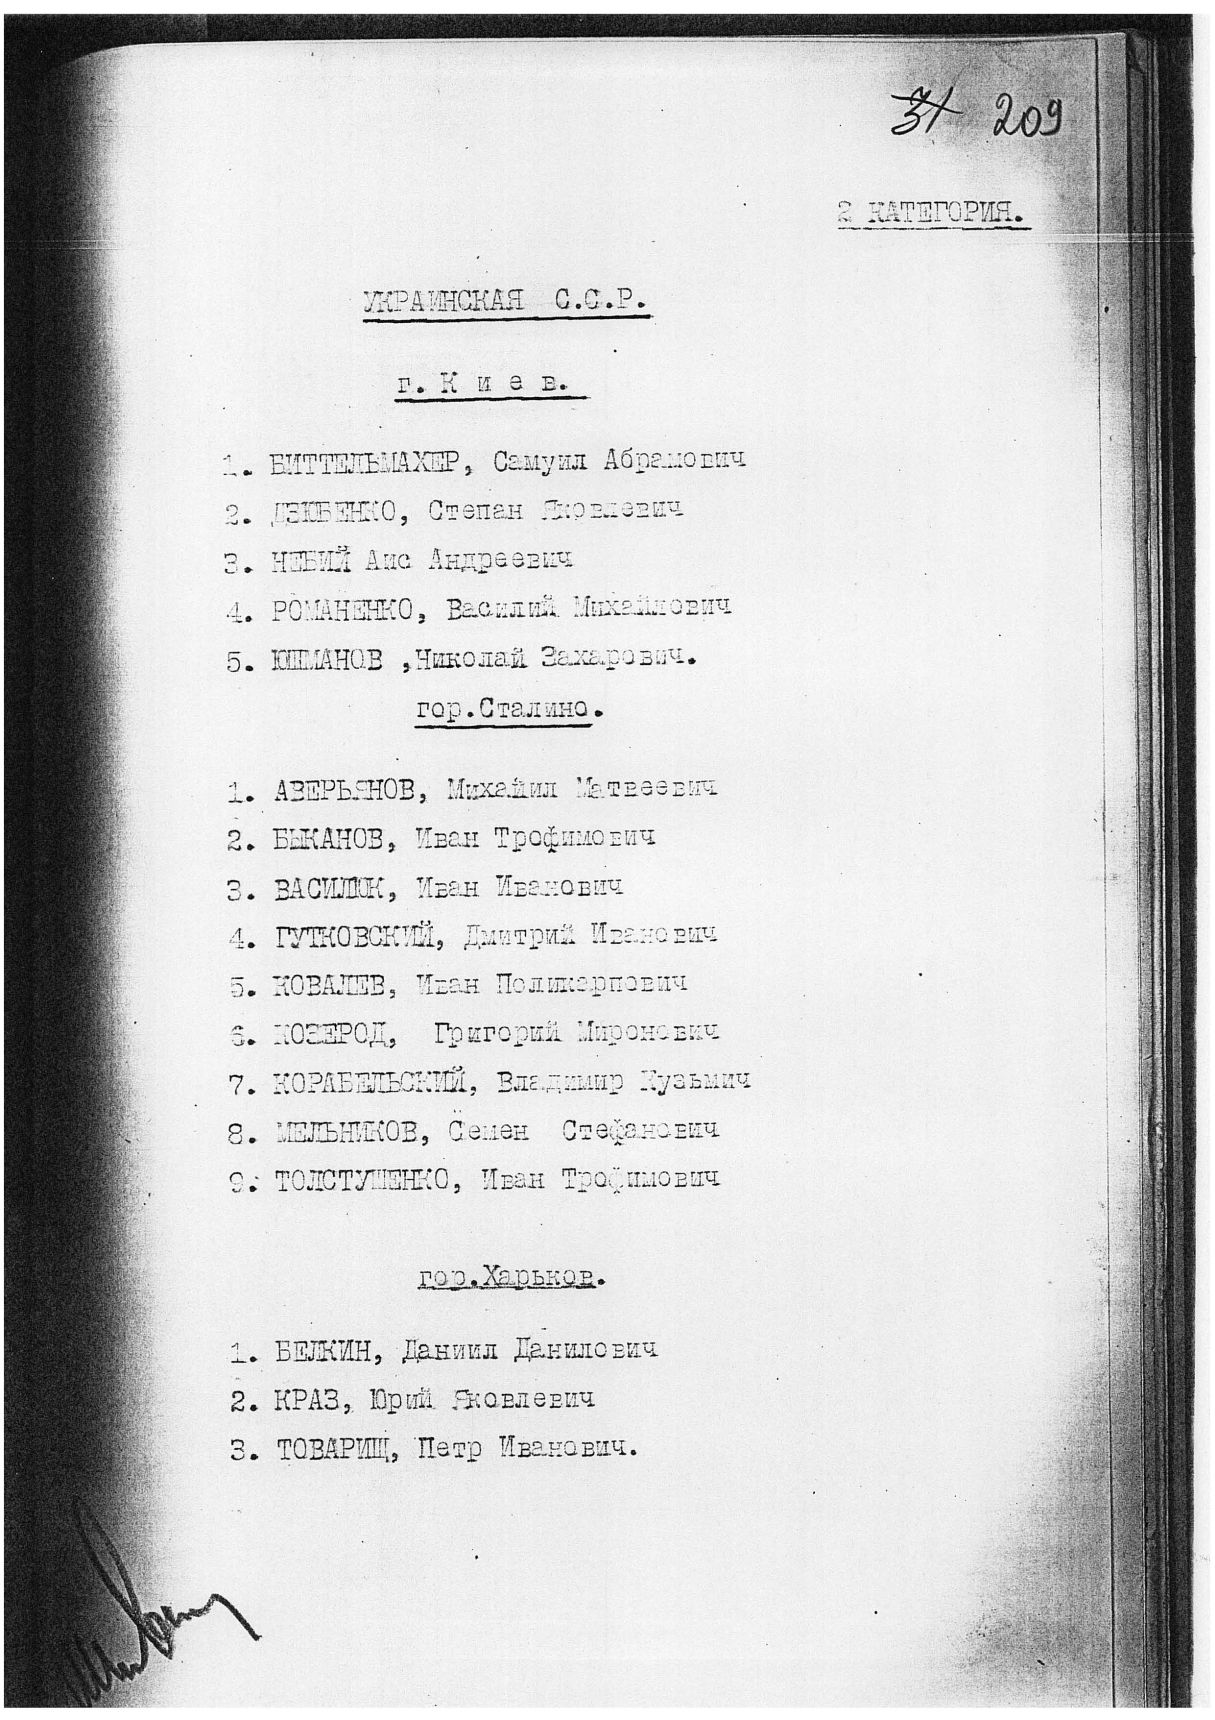 31 209
2 КАТЕГОРИЯ.
УКРАИНСКАЯ С.С.Р.
г. К и е в.
1. БИТТЕЛЬМАХЕР, Самуил Абрамович
2. ДЗЮБЕНКО, Степан Яковлевич
3. НЕБИЙ Аис Андреевич
4. РОМАНЕНКО, Василий Михайлович
5. ЮШМАНОВ ,Николай Захарович.
гор.Сталино.
1. АВЕРЬЯНОВ, Михайил Матвеевич
2. БЫКАНОВ, Иван Трофимович
3. ВАСИЛЮК, Иван Иванович
4. ГУТКОВСКИЙ, Дмитрий Иванович
5. КОВАЛЕВ, Иван Поликарпович
6. КОЗЕРОД, Григорий Миронович
7. КОРАБЕЛЬСКИЙ, Владимир Кузьмич
8. МЕЛЬНИКОВ, Семен Стефанович
9. ТОЛСТУШЕНКО, Иван Трофимович
гор.Харьков.
1. БЕЛКИН, Даниил Данилович
2. КРАЗ, Юрий Яковлевич
3. ТОВАРИЩ, Петр Иванович.